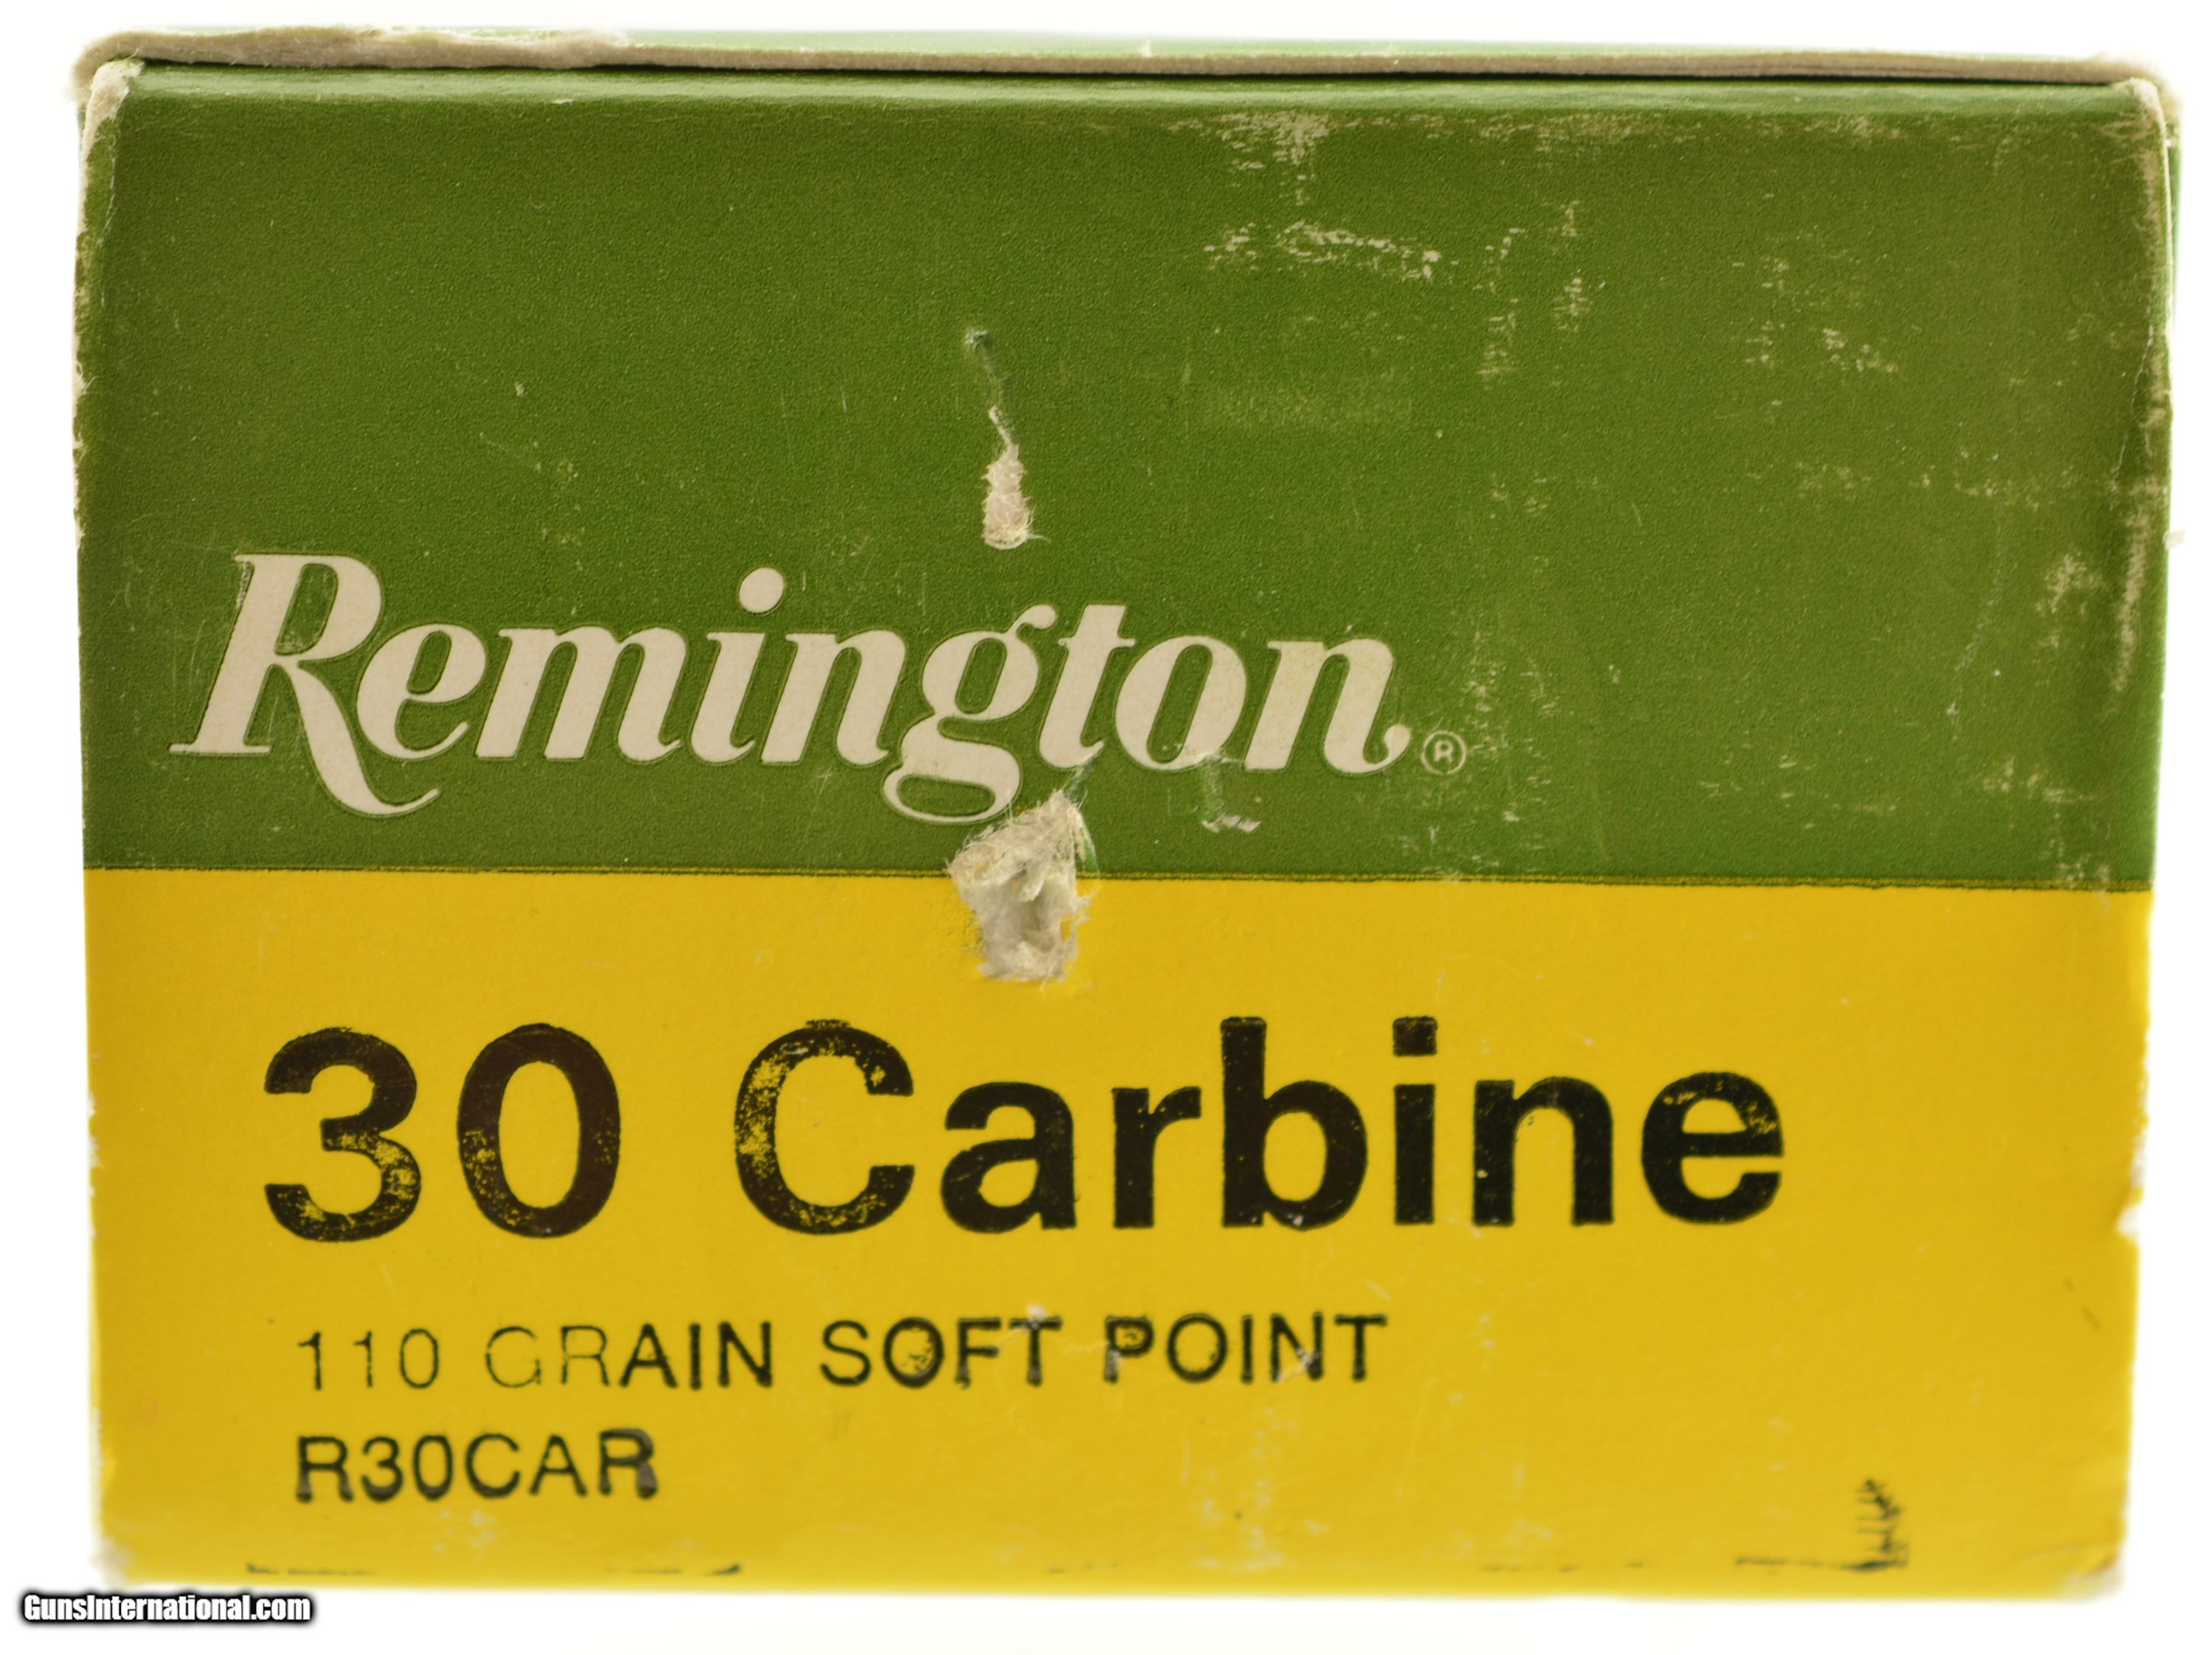 Remington®
30 Carbine
110 GRAIN SOFT POINT
R30CAR
GunsInternational.com